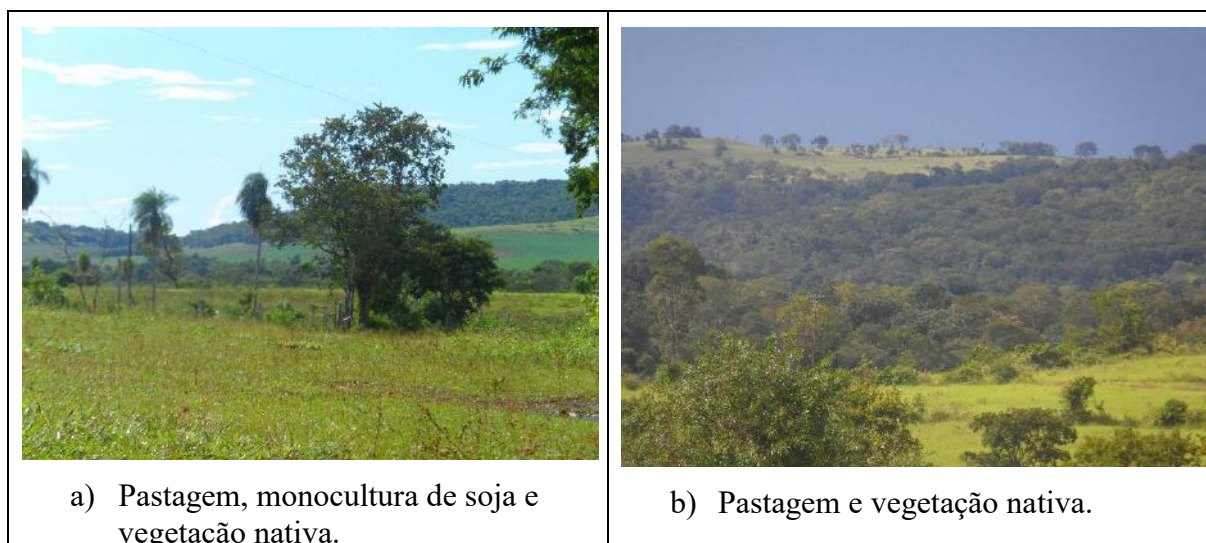 a) Pastagem, monocultura de soja e
vegetação nativa.
b) Pastagem e vegetação nativa.